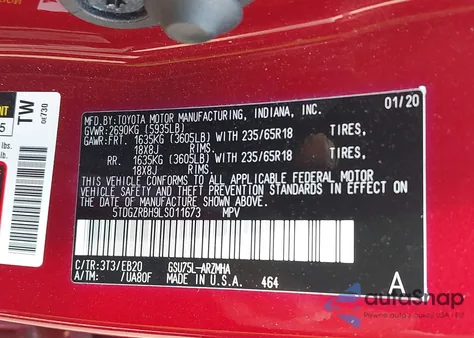 MFD.BY:TOYOTA MOTOR MANUFACTURING, INDIANA, INC. 01/20
GVWR: 2690KG (5935LB)
GAWR:FRT. 1635KG (3605LB) WITH 235/65R18 TIRES,
18X8J RIMS.
RR. 1635KG (3605LB) WITH 235/65R18 TIRES,
18X8J RIMS.
THIS VEHICLE CONFORMS TO ALL APPLICABLE FEDERAL MOTOR
VEHICLE SAFETY AND THEFT PREVENTION STANDARDS IN EFFECT ON
THE DATE OF MANUFACTURE SHOWN ABOVE.
5TDGZRBH9LS011673 MPV
C/TR:3T3/EB20 GSU75L-ARZMHA
A/TM: /UA80F MADE IN U.S.A. 464 A
TW
0E730
5
lbs.
autoSnap